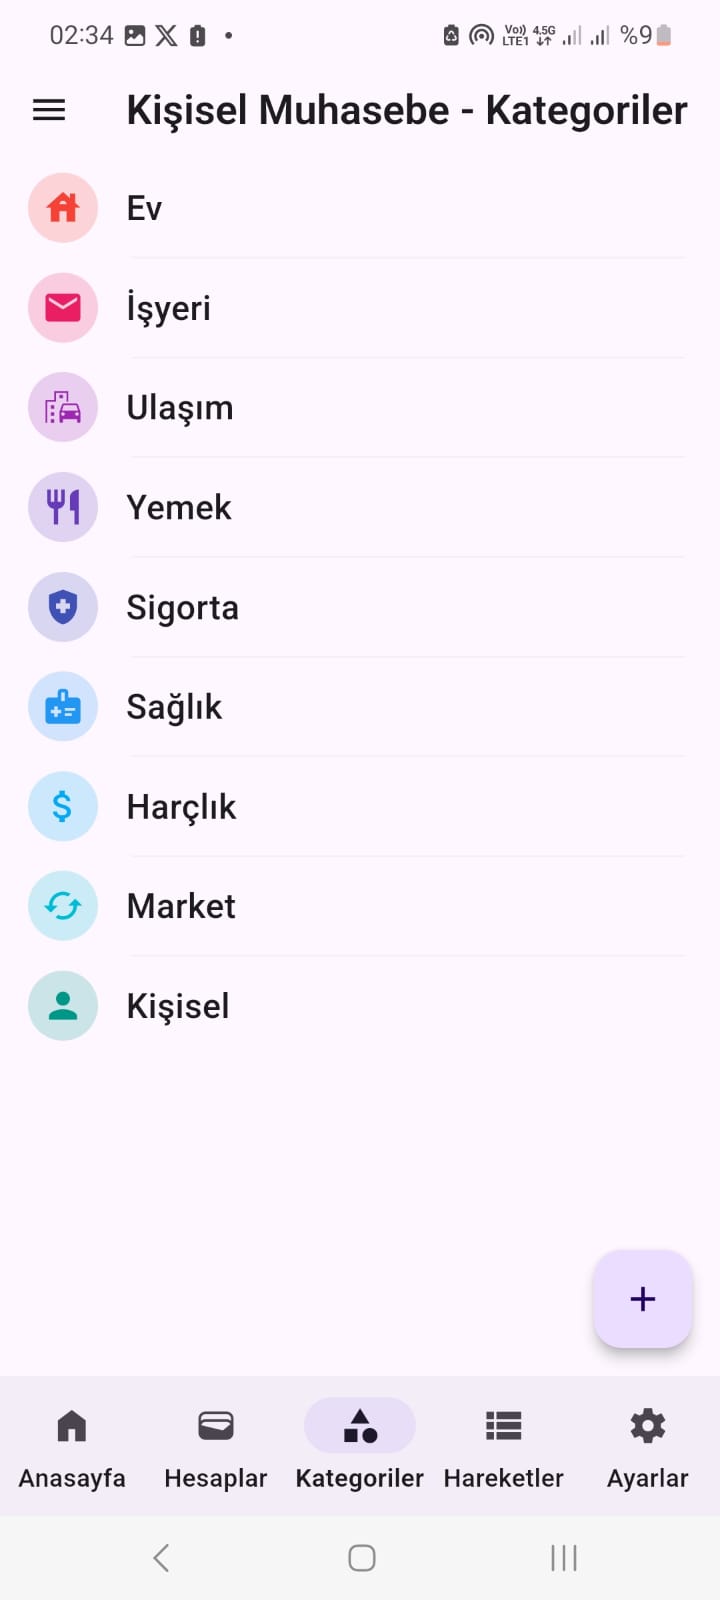 02:34
Vo)) 4.5G
LTE1
%9
Kişisel Muhasebe - Kategoriler
Ev
İşyeri
Ulaşım
Yemek
Sigorta
Sağlık
Harçlık
Market
Kişisel
Anasayfa Hesaplar Kategoriler Hareketler Ayarlar